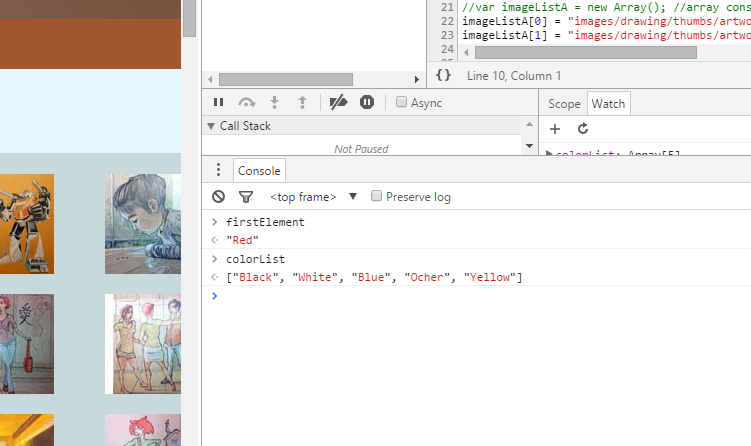 21 //var imageListA = new Array(); //array cons
22 imageListA[0] = "images/drawing/thumbs/artwo
23 imageListA[1] = "images/drawing/thumbs/artwo
24
{} Line 10, Column 1
Async
Scope Watch
Call Stack
Not Paused
colorList: Array[5]
Console
<top frame> Preserve log
firstElement
"Red"
colorList
["Black", "White", "Blue", "Ocher", "Yellow"]
愛